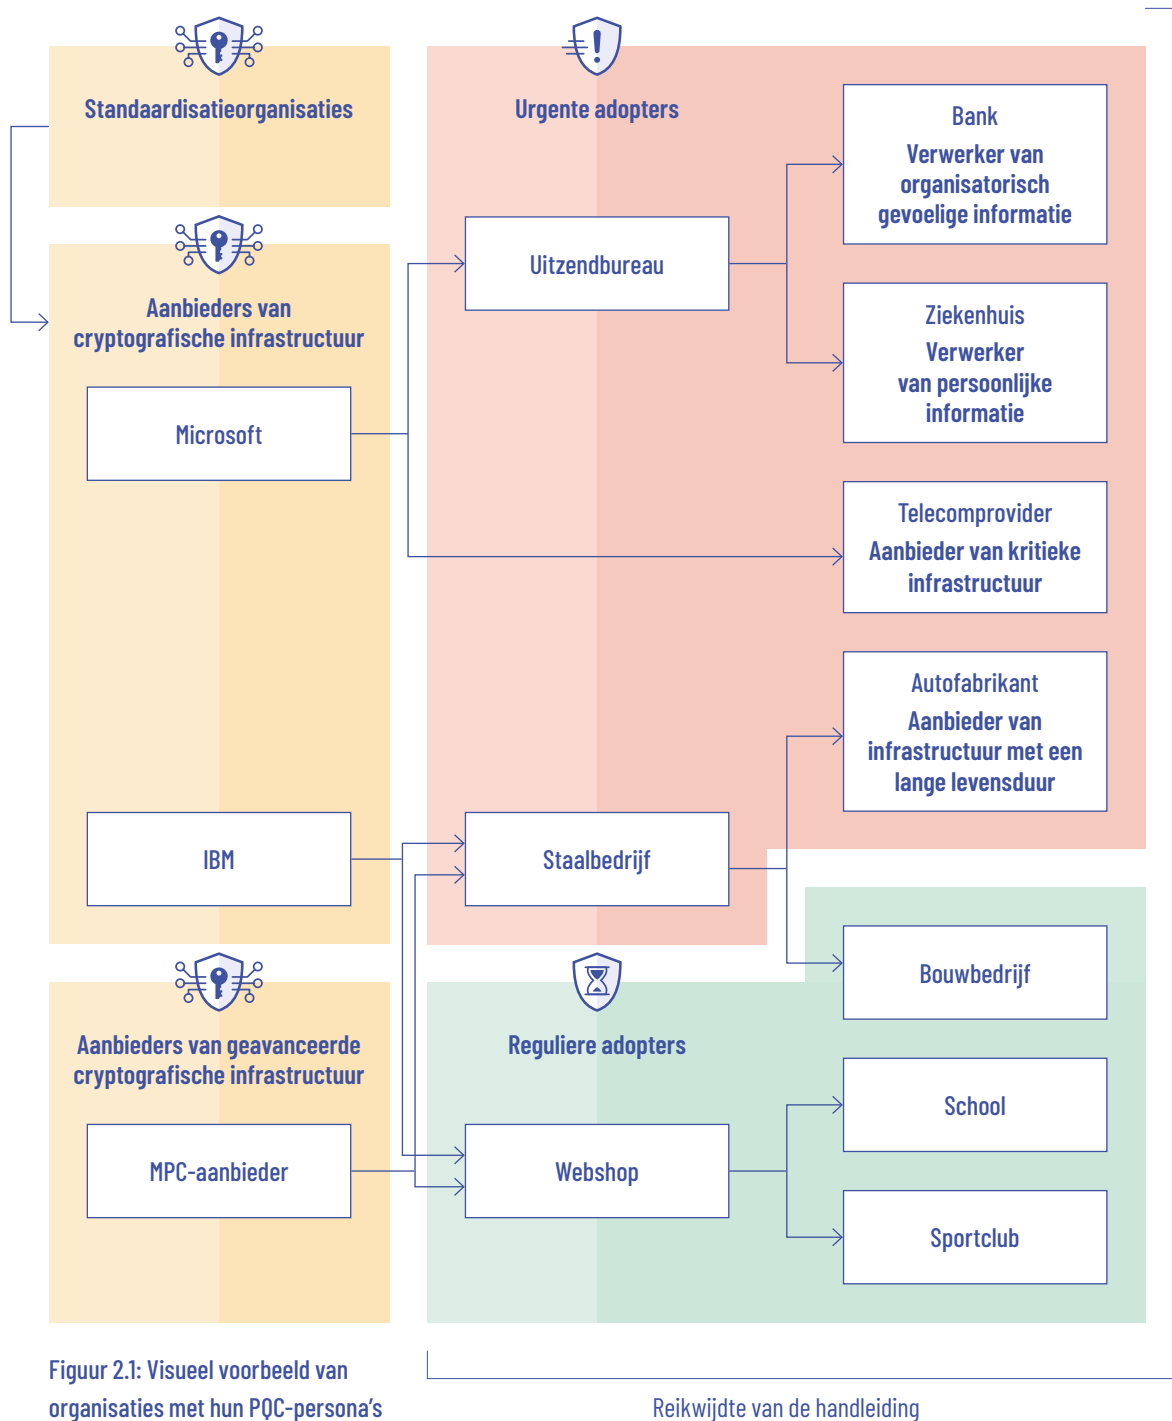 Standaardisatieorganisaties
Aanbieders van
cryptografische infrastructuur
Microsoft
IBM
Aanbieders van geavanceerde
cryptografische infrastructuur
MPC-aanbieder
Urgente adopters
Uitzendbureau
Staalbedrijf
Bank
Verwerker van
organisatorisch
gevoelige informatie
Ziekenhuis
Verwerker
van persoonlijke
informatie
Telecomprovider
Aanbieder van kritieke
infrastructuur
Autofabrikant
Aanbieder van
infrastructuur met een
lange levensduur
Reguliere adopters
Webshop
Bouwbedrijf
School
Sportclub
Figuur 2.1: Visueel voorbeeld van
organisaties met hun PQC-persona's
Reikwijdte van de handleiding